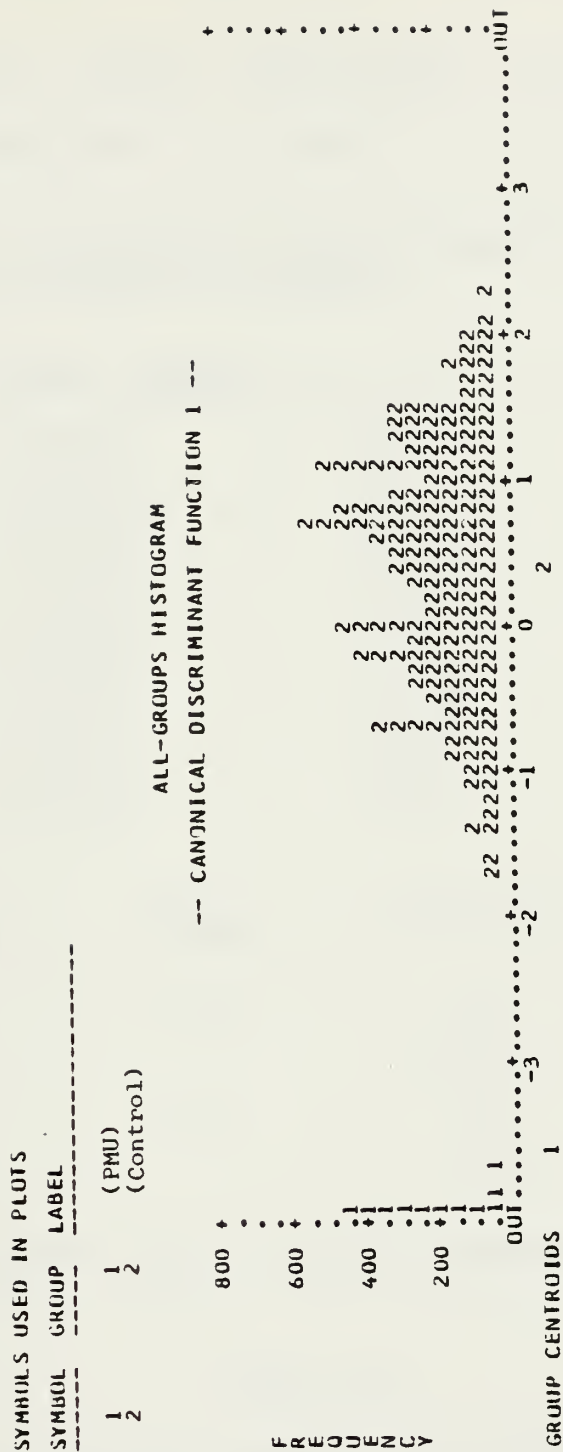 SYMBOLS USED IN PLOTS
SYMBOL GROUP LABEL
------ ----- --------------------
1 1 (PMU)
2 2 (Control)
ALL-GROUPS HISTOGRAM
-- CANONICAL DISCRIMINANT FUNCTION 1 --
FREQUENCY
800
600
400
200
OUT -3 -2 -1 0 1 2 3 OUT
GROUP CENTROIDS 1 2